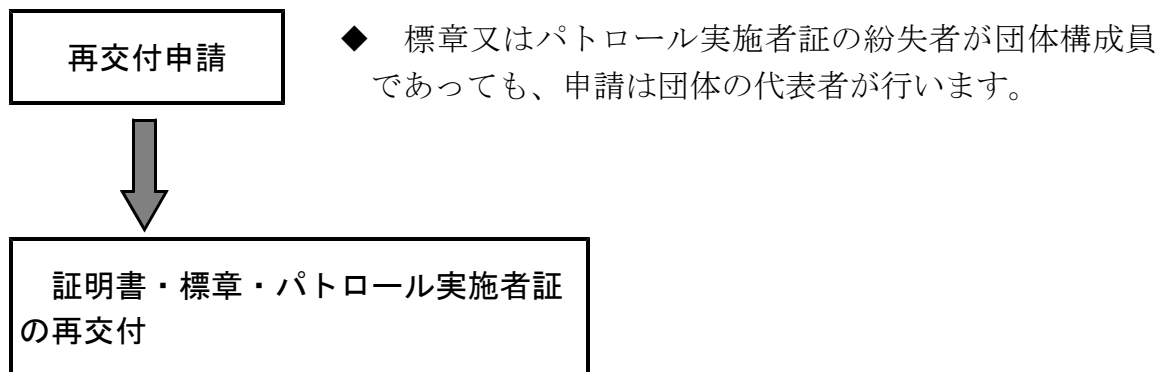 再交付申請
◆　標章又はパトロール実施者証の紛失者が団体構成員
であっても、申請は団体の代表者が行います。
証明書・標章・パトロール実施者証
の再交付